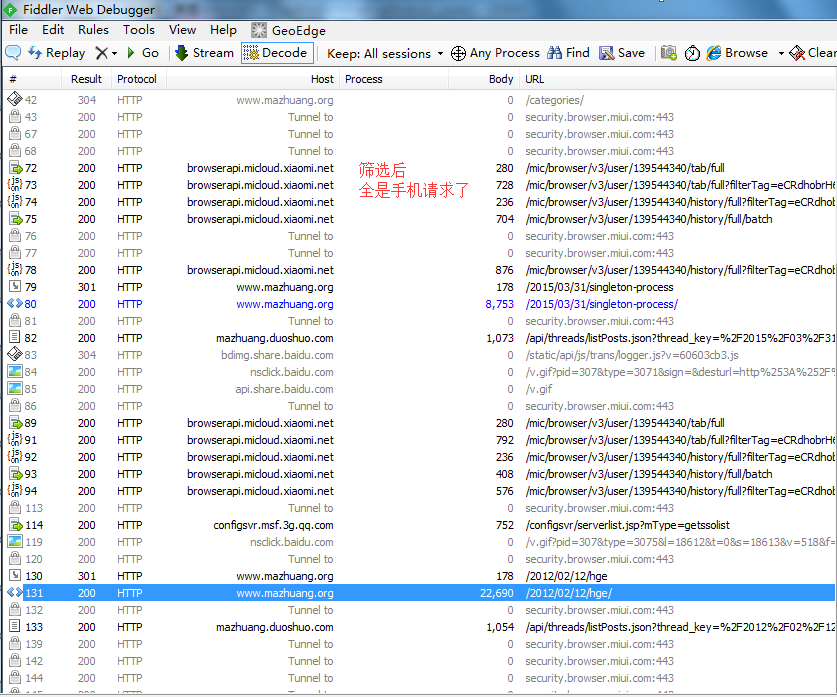 Fiddler Web Debugger
File Edit Rules Tools View Help GeoEdge
Replay Go Stream Decode Keep: All sessions Any Process Find Save Browse Clear
# Result Protocol Host Process Body URL
42 304 HTTP www.mazhuang.org 0 /categories/
43 200 HTTP Tunnel to 0 security.browser.miui.com:443
67 200 HTTP Tunnel to 0 security.browser.miui.com:443
68 200 HTTP Tunnel to 0 security.browser.miui.com:443
72 200 HTTP browserapi.micloud.xiaomi.net 筛选后 280 /mic/browser/v3/user/139544340/tab/full
73 200 HTTP browserapi.micloud.xiaomi.net 全是手机请求了 728 /mic/browser/v3/user/139544340/tab/full?filterTag=eCRdhobrH6
74 200 HTTP browserapi.micloud.xiaomi.net 236 /mic/browser/v3/user/139544340/history/full?filterTag=eCRdhob
75 200 HTTP browserapi.micloud.xiaomi.net 704 /mic/browser/v3/user/139544340/history/full/batch
76 200 HTTP Tunnel to 0 security.browser.miui.com:443
77 200 HTTP Tunnel to 0 security.browser.miui.com:443
78 200 HTTP browserapi.micloud.xiaomi.net 876 /mic/browser/v3/user/139544340/history/full?filterTag=eCRdhob
79 301 HTTP www.mazhuang.org 178 /2015/03/31/singleton-process
80 200 HTTP www.mazhuang.org 8,753 /2015/03/31/singleton-process/
81 200 HTTP Tunnel to 0 security.browser.miui.com:443
82 200 HTTP mazhuang.duoshuo.com 1,073 /api/threads/listPosts.json?thread_key=%2F2015%2F03%2F31
83 304 HTTP bdimg.share.baidu.com 0 /static/api/js/trans/logger.js?v=60603cb3.js
84 200 HTTP nsclick.baidu.com 0 /v.gif?pid=307&type=3071&sign=&desturl=http%253A%252F%
85 200 HTTP api.share.baidu.com 0 /v.gif
86 200 HTTP Tunnel to 0 security.browser.miui.com:443
89 200 HTTP browserapi.micloud.xiaomi.net 280 /mic/browser/v3/user/139544340/tab/full
91 200 HTTP browserapi.micloud.xiaomi.net 792 /mic/browser/v3/user/139544340/tab/full?filterTag=eCRdhobrH6
92 200 HTTP browserapi.micloud.xiaomi.net 236 /mic/browser/v3/user/139544340/history/full?filterTag=eCRdhob
93 200 HTTP browserapi.micloud.xiaomi.net 408 /mic/browser/v3/user/139544340/history/full/batch
94 200 HTTP browserapi.micloud.xiaomi.net 576 /mic/browser/v3/user/139544340/history/full?filterTag=eCRdhob
113 200 HTTP Tunnel to 0 security.browser.miui.com:443
114 200 HTTP configsvr.msf.3g.qq.com 752 /configsvr/serverlist.jsp?mType=getssolist
119 200 HTTP nsclick.baidu.com 0 /v.gif?pid=307&type=3075&l=18612&t=0&s=18613&v=518&f=
120 200 HTTP Tunnel to 0 security.browser.miui.com:443
130 301 HTTP www.mazhuang.org 178 /2012/02/12/hge
131 200 HTTP www.mazhuang.org 22,690 /2012/02/12/hge/
132 200 HTTP Tunnel to 0 security.browser.miui.com:443
133 200 HTTP mazhuang.duoshuo.com 1,054 /api/threads/listPosts.json?thread_key=%2F2012%2F02%2F12
139 200 HTTP Tunnel to 0 security.browser.miui.com:443
142 200 HTTP Tunnel to 0 security.browser.miui.com:443
144 200 HTTP Tunnel to 0 security.browser.miui.com:443